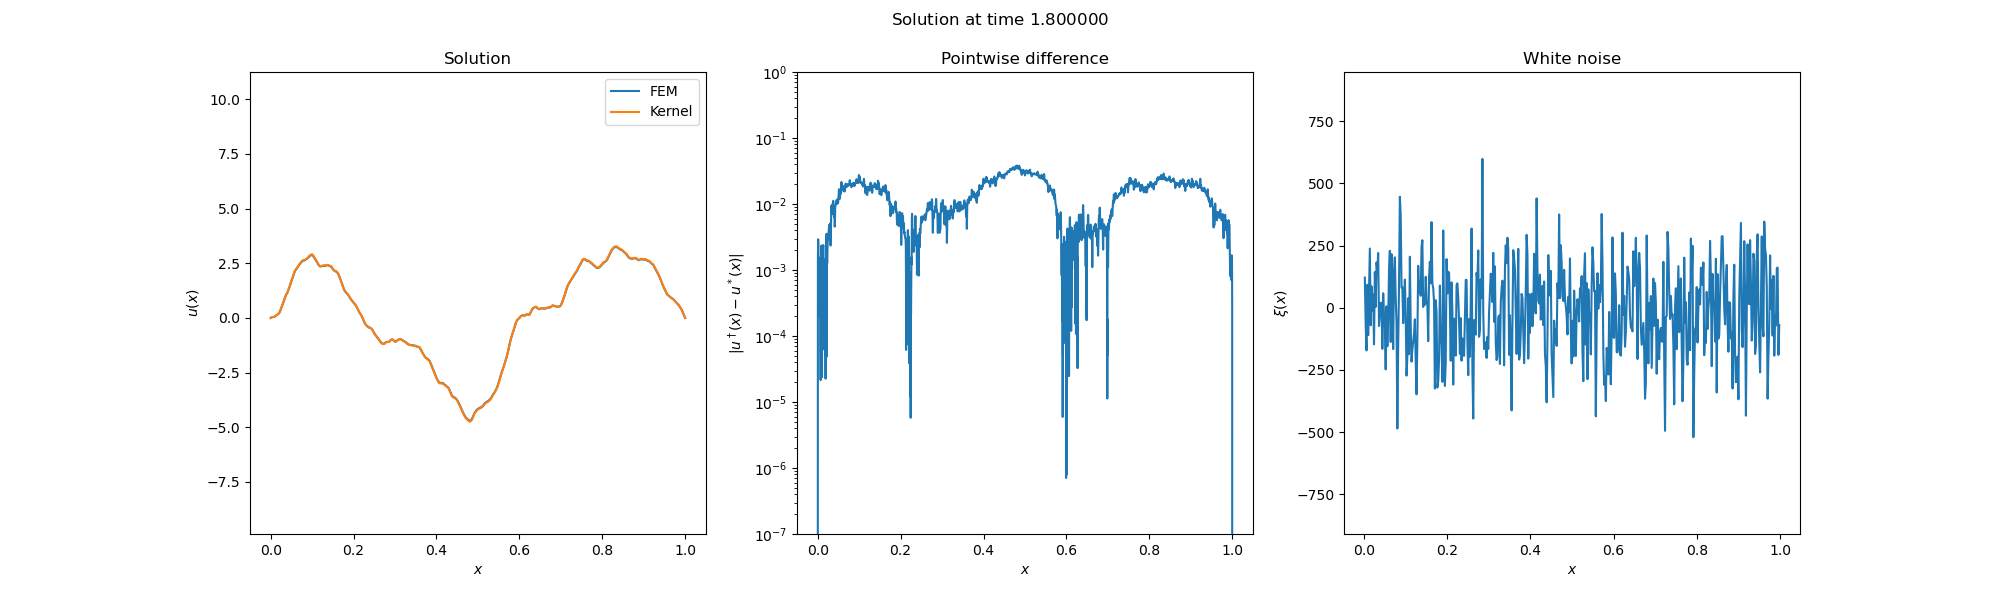 Solution at time 1.800000
Solution
10.0
7.5
5.0
2.5
0.0
−2.5
−5.0
−7.5
u(x)
0.0 0.2 0.4 0.6 0.8 1.0
x
FEM
Kernel
Pointwise difference
10⁰
10⁻¹
10⁻²
10⁻³
10⁻⁴
10⁻⁵
10⁻⁶
10⁻⁷
|u†(x) − u*(x)|
0.0 0.2 0.4 0.6 0.8 1.0
x
White noise
750
500
250
0
−250
−500
−750
ξ(x)
0.0 0.2 0.4 0.6 0.8 1.0
x